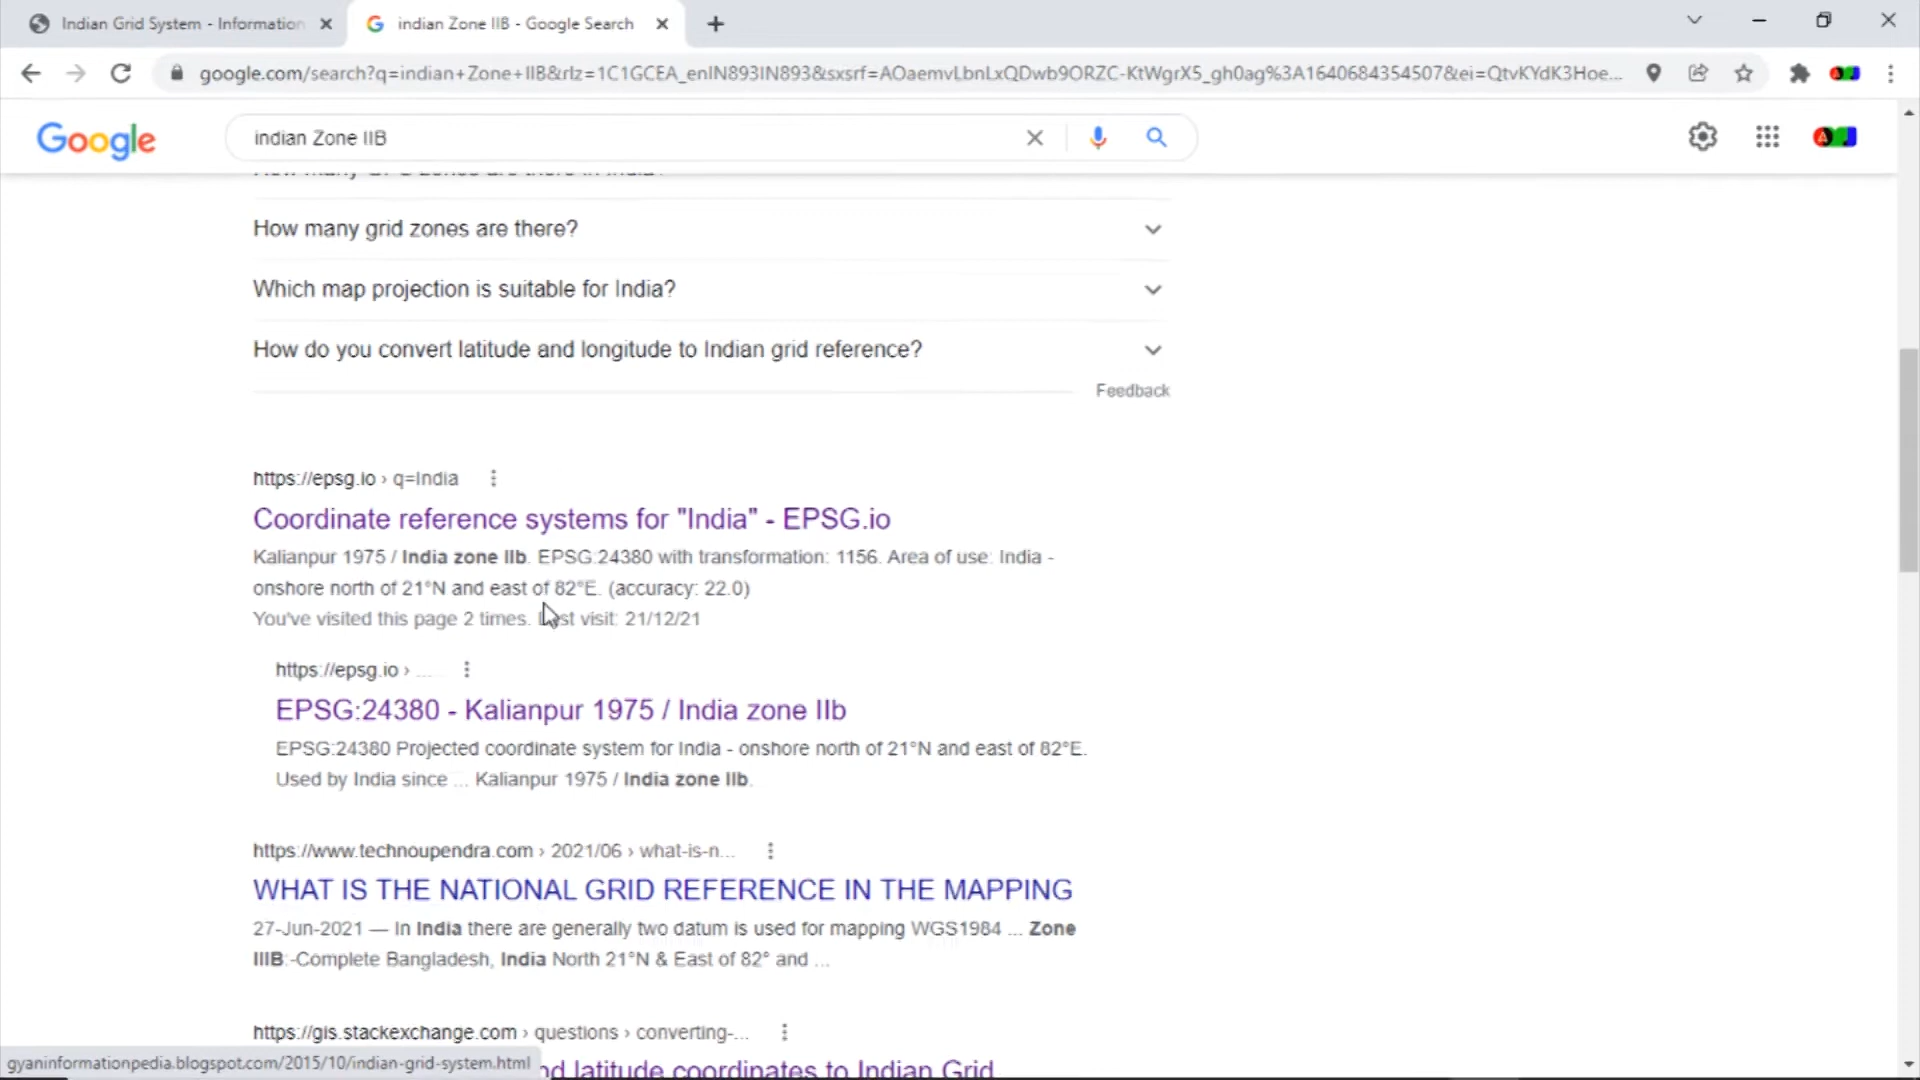 Indian Grid System - Information
indian Zone IIB - Google Search
google.com/search?q=indian+Zone+IIB&rlz=1C1GCEA_enIN893IN893&sxsrf=AOaemvLbnLxQDwb9ORZC-KtWgrX5_gh0ag%3A1640684354507&ei=QtvKYdK3Hoe...
Google
indian Zone IIB
How many grid zones are there?
Which map projection is suitable for India?
How do you convert latitude and longitude to Indian grid reference?
Feedback
https://epsg.io › q=India
Coordinate reference systems for "India" - EPSG.io
Kalianpur 1975 / India zone IIb. EPSG:24380 with transformation: 1156. Area of use: India -
onshore north of 21°N and east of 82°E. (accuracy: 22.0)
You've visited this page 2 times. Last visit: 21/12/21
https://epsg.io › ...
EPSG:24380 - Kalianpur 1975 / India zone IIb
EPSG:24380 Projected coordinate system for India - onshore north of 21°N and east of 82°E.
Used by India since ... Kalianpur 1975 / India zone IIb.
https://www.technoupendra.com › 2021/06 › what-is-n...
WHAT IS THE NATIONAL GRID REFERENCE IN THE MAPPING
27-Jun-2021 — In India there are generally two datum is used for mapping WGS1984 ... Zone
IIIB:-Complete Bangladesh, India North 21°N & East of 82° and ...
https://gis.stackexchange.com › questions › converting-...
latitude coordinates to Indian Grid
gyaninformationpedia.blogspot.com/2015/10/indian-grid-system.html